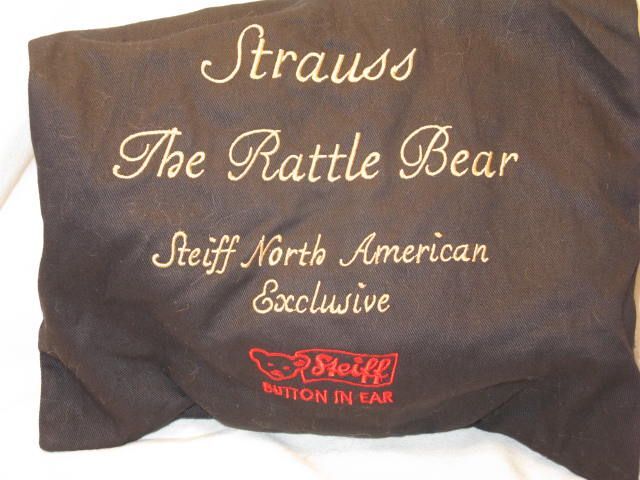 Strauss
The Rattle Bear
Steiff North American
Exclusive
Steiff
BUTTON IN EAR